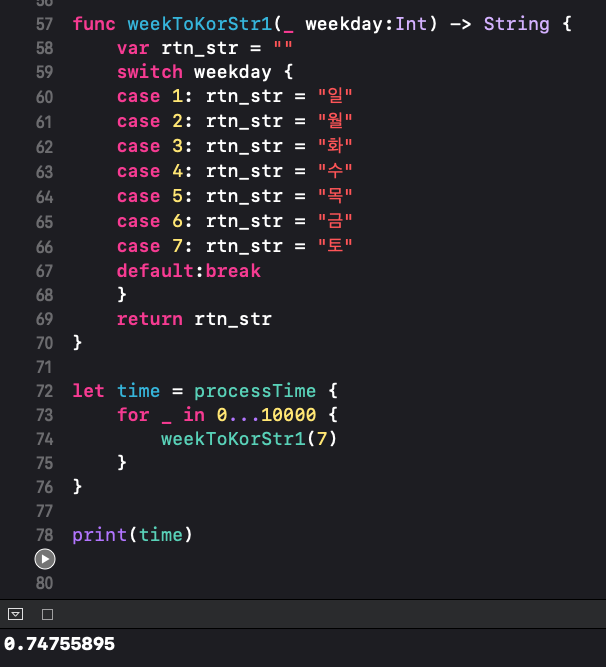 56
57 func weekToKorStr1(_ weekday:Int) -> String {
58     var rtn_str = ""
59     switch weekday {
60     case 1: rtn_str = "일"
61     case 2: rtn_str = "월"
62     case 3: rtn_str = "화"
63     case 4: rtn_str = "수"
64     case 5: rtn_str = "목"
65     case 6: rtn_str = "금"
66     case 7: rtn_str = "토"
67     default:break
68     }
69     return rtn_str
70 }
71
72 let time = processTime {
73     for _ in 0...10000 {
74         weekToKorStr1(7)
75     }
76 }
77
78 print(time)
80
0.74755895